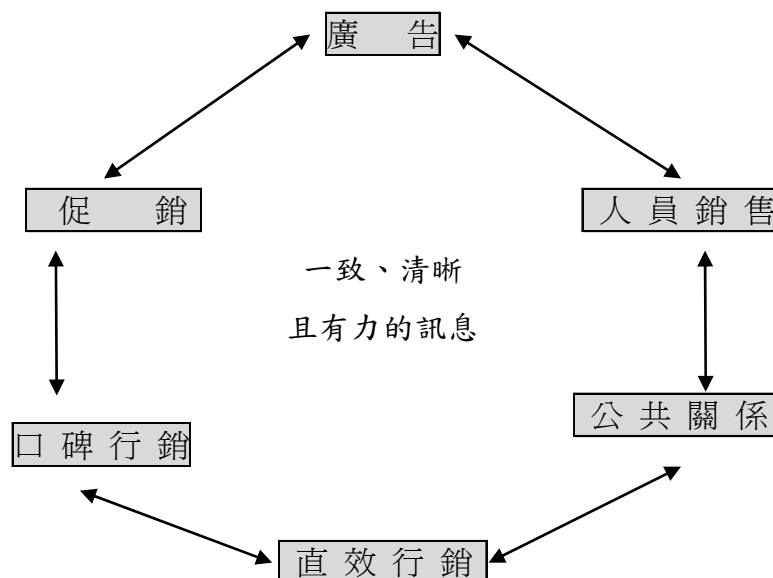 廣告
促銷
人員銷售
一致、清晰
且有力的訊息
公共關係
口碑行銷
直效行銷